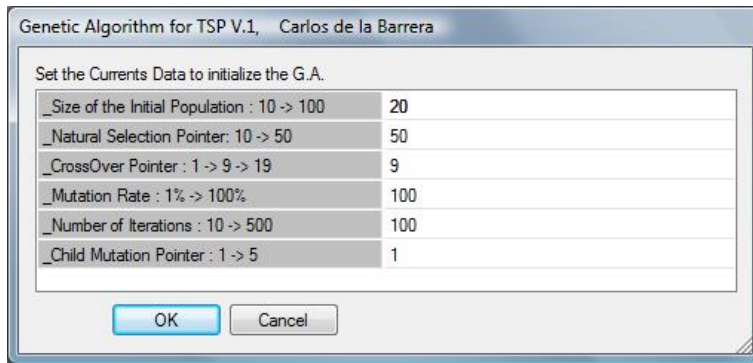 Genetic Algorithm for TSP V.1, Carlos de la Barrera
Set the Currents Data to initialize the G.A.
_Size of the Initial Population : 10 -> 100 20
_Natural Selection Pointer: 10 -> 50 50
_CrossOver Pointer : 1 -> 9 -> 19 9
_Mutation Rate : 1% -> 100% 100
_Number of Iterations : 10 -> 500 100
_Child Mutation Pointer : 1 -> 5 1
OK Cancel